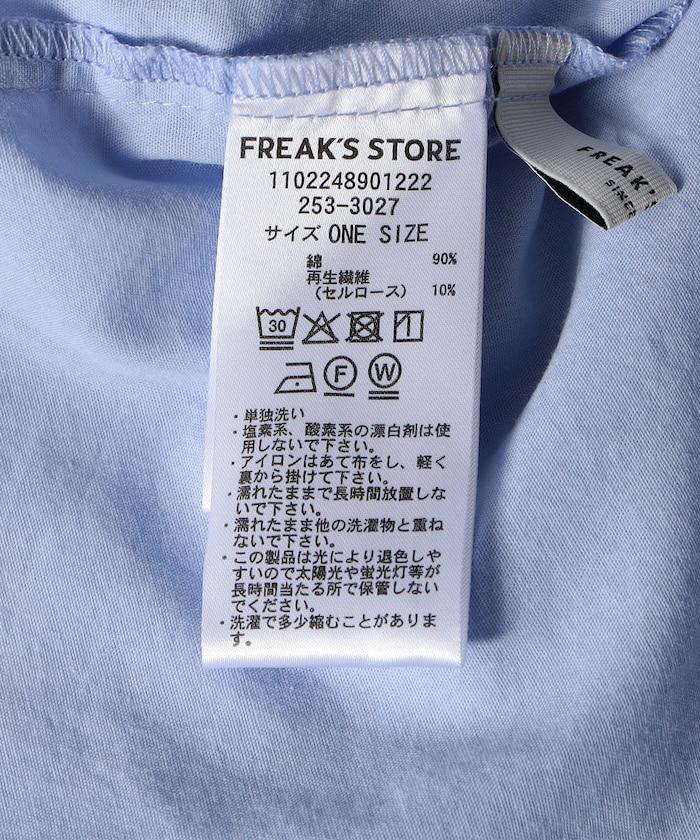 FREAK'S STORE
1102248901222
253-3027
サイズ ONE SIZE
綿 90%
再生繊維
(セルロース) 10%
30
F W
・単独洗い
・塩素系、酸素系の漂白剤は使
用しないで下さい。
・アイロンはあて布をし、軽く
裏から掛けて下さい。
・濡れたままで長時間放置しな
いで下さい。
・濡れたまま他の洗濯物と重ね
ないで下さい。
・この製品は光により退色しや
すいので太陽光や蛍光灯等が
長時間当たる所で保管しない
でください。
・洗濯で多少縮むことがありま
す。
FREAK'S